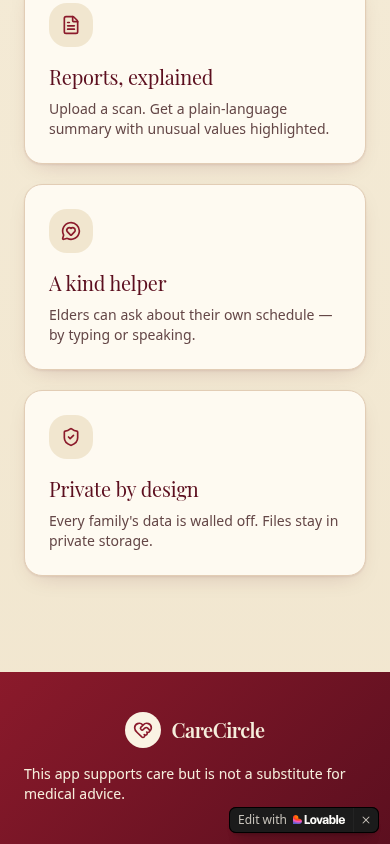 Reports, explained
Upload a scan. Get a plain-language
summary with unusual values highlighted.
A kind helper
Elders can ask about their own schedule —
by typing or speaking.
Private by design
Every family's data is walled off. Files stay in
private storage.
CareCircle
This app supports care but is not a substitute for
medical advice.
Edit with Lovable